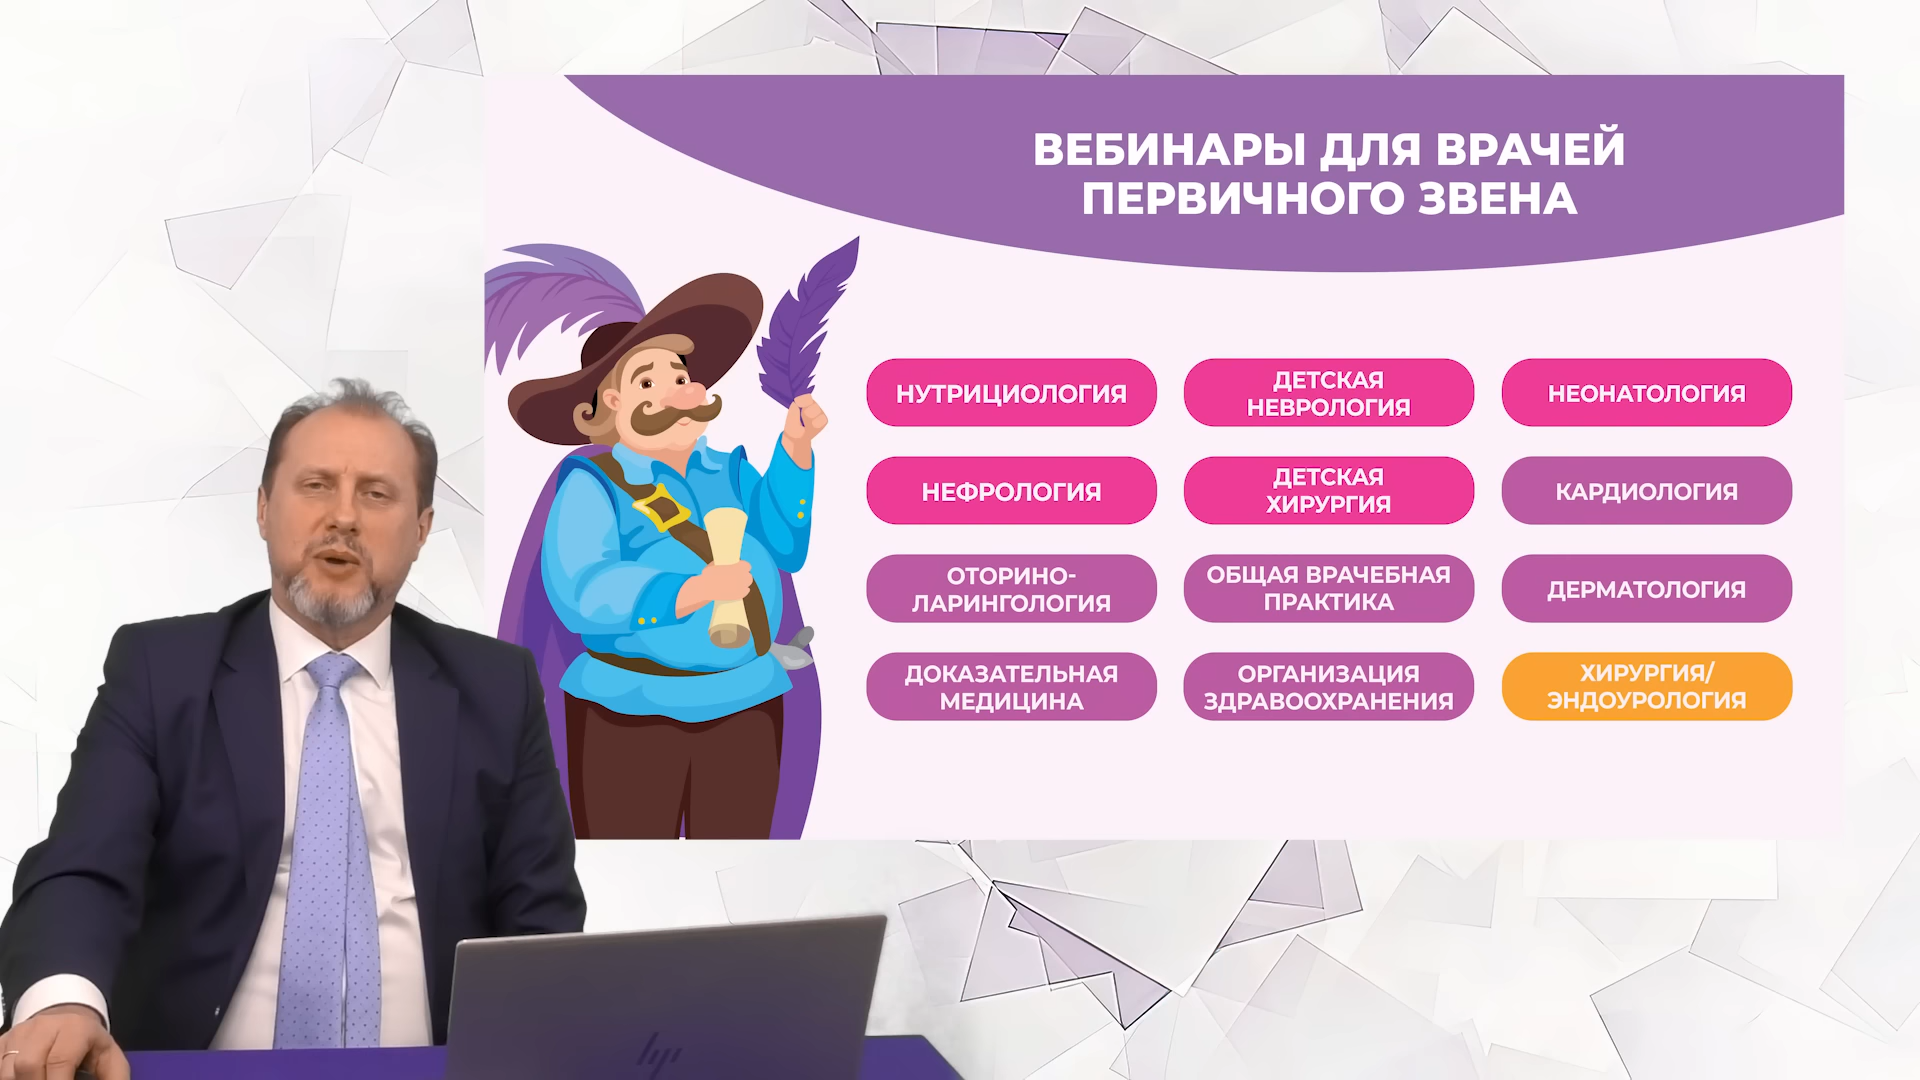 ВЕБИНАРЫ ДЛЯ ВРАЧЕЙ
ПЕРВИЧНОГО ЗВЕНА
НУТРИЦИОЛОГИЯ
ДЕТСКАЯ
НЕВРОЛОГИЯ
НЕОНАТОЛОГИЯ
НЕФРОЛОГИЯ
ДЕТСКАЯ
ХИРУРГИЯ
КАРДИОЛОГИЯ
ОТОРИНО-
ЛАРИНГОЛОГИЯ
ОБЩАЯ ВРАЧЕБНАЯ
ПРАКТИКА
ДЕРМАТОЛОГИЯ
ДОКАЗАТЕЛЬНАЯ
МЕДИЦИНА
ОРГАНИЗАЦИЯ
ЗДРАВООХРАНЕНИЯ
ХИРУРГИЯ/
ЭНДОУРОЛОГИЯ
hp